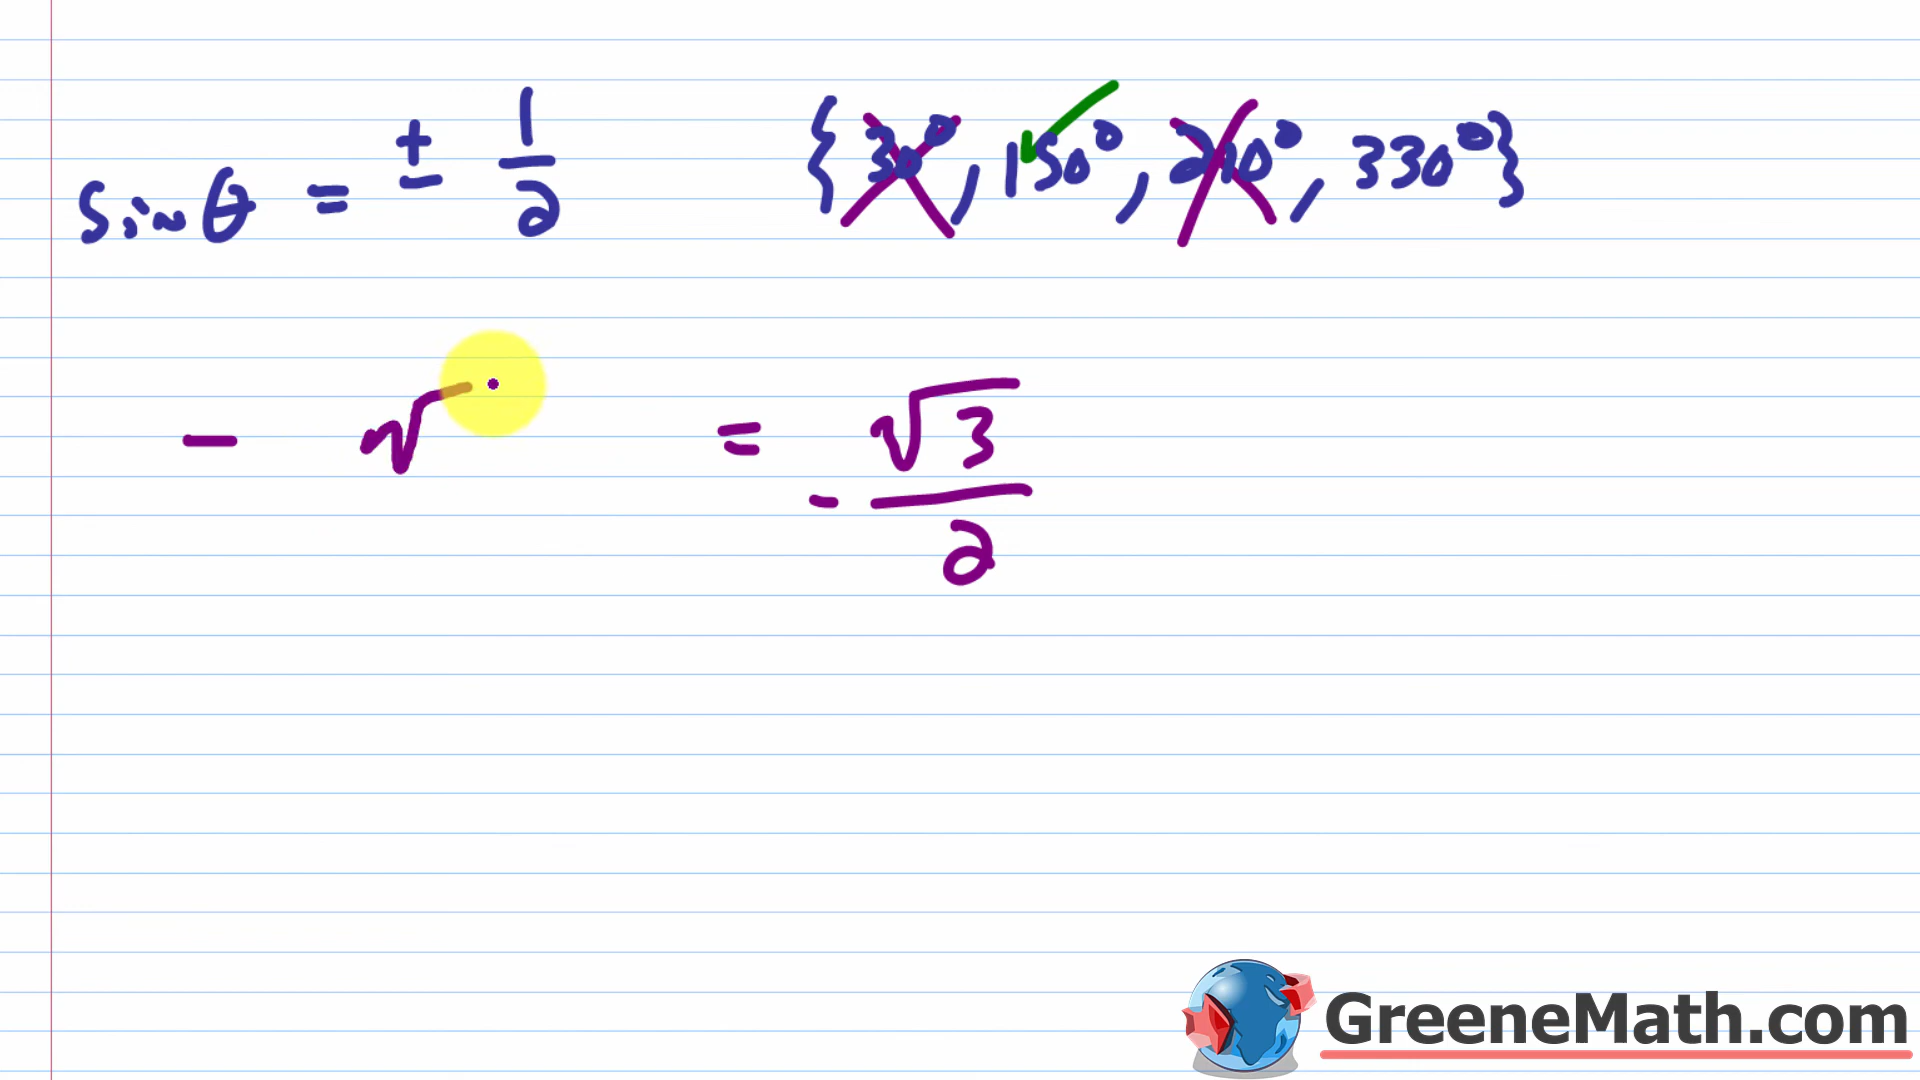 sin θ = ± 1/2 {30°, 150°, 210°, 330°}
- √ = - √3/2
GreeneMath.com